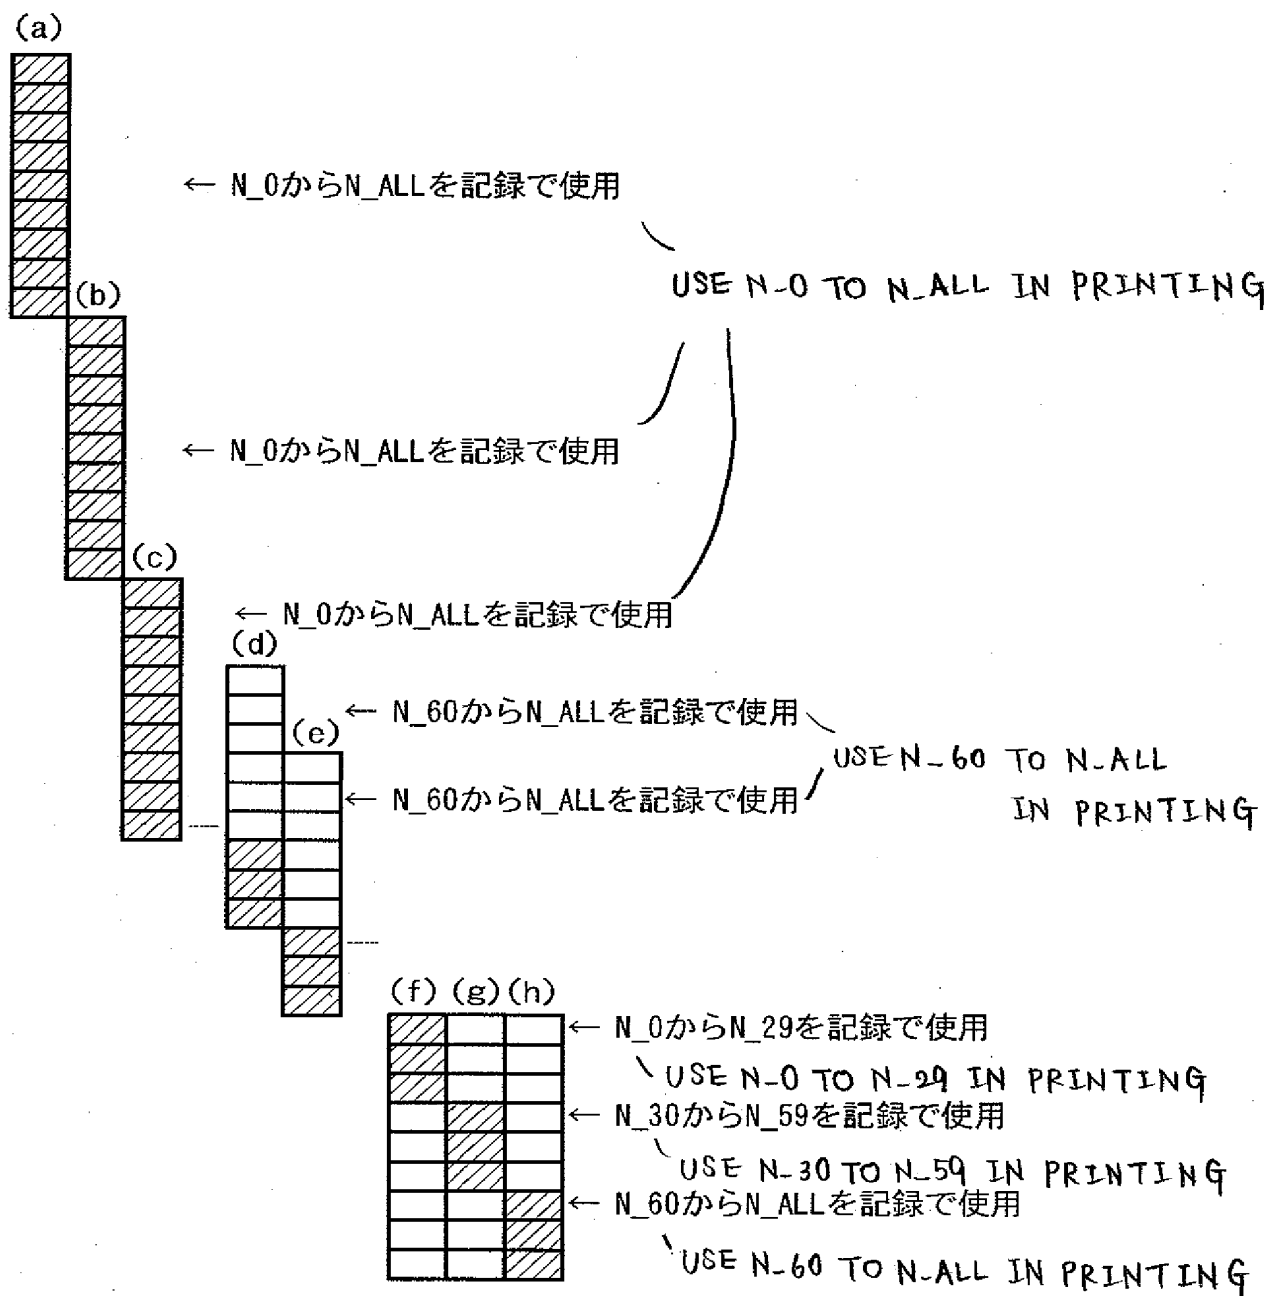 (a)
← N_0からN_ALLを記録で使用
USE N-0 TO N_ALL IN PRINTING
(b)
← N_0からN_ALLを記録で使用
(c)
← N_0からN_ALLを記録で使用
(d)
← N_60からN_ALLを記録で使用
(e)
USE N-60 TO N-ALL
← N_60からN_ALLを記録で使用
IN PRINTING
(f) (g) (h)
← N_0からN_29を記録で使用
USE N-0 TO N-29 IN PRINTING
← N_30からN_59を記録で使用
USE N-30 TO N-59 IN PRINTING
← N_60からN_ALLを記録で使用
USE N-60 TO N-ALL IN PRINTING